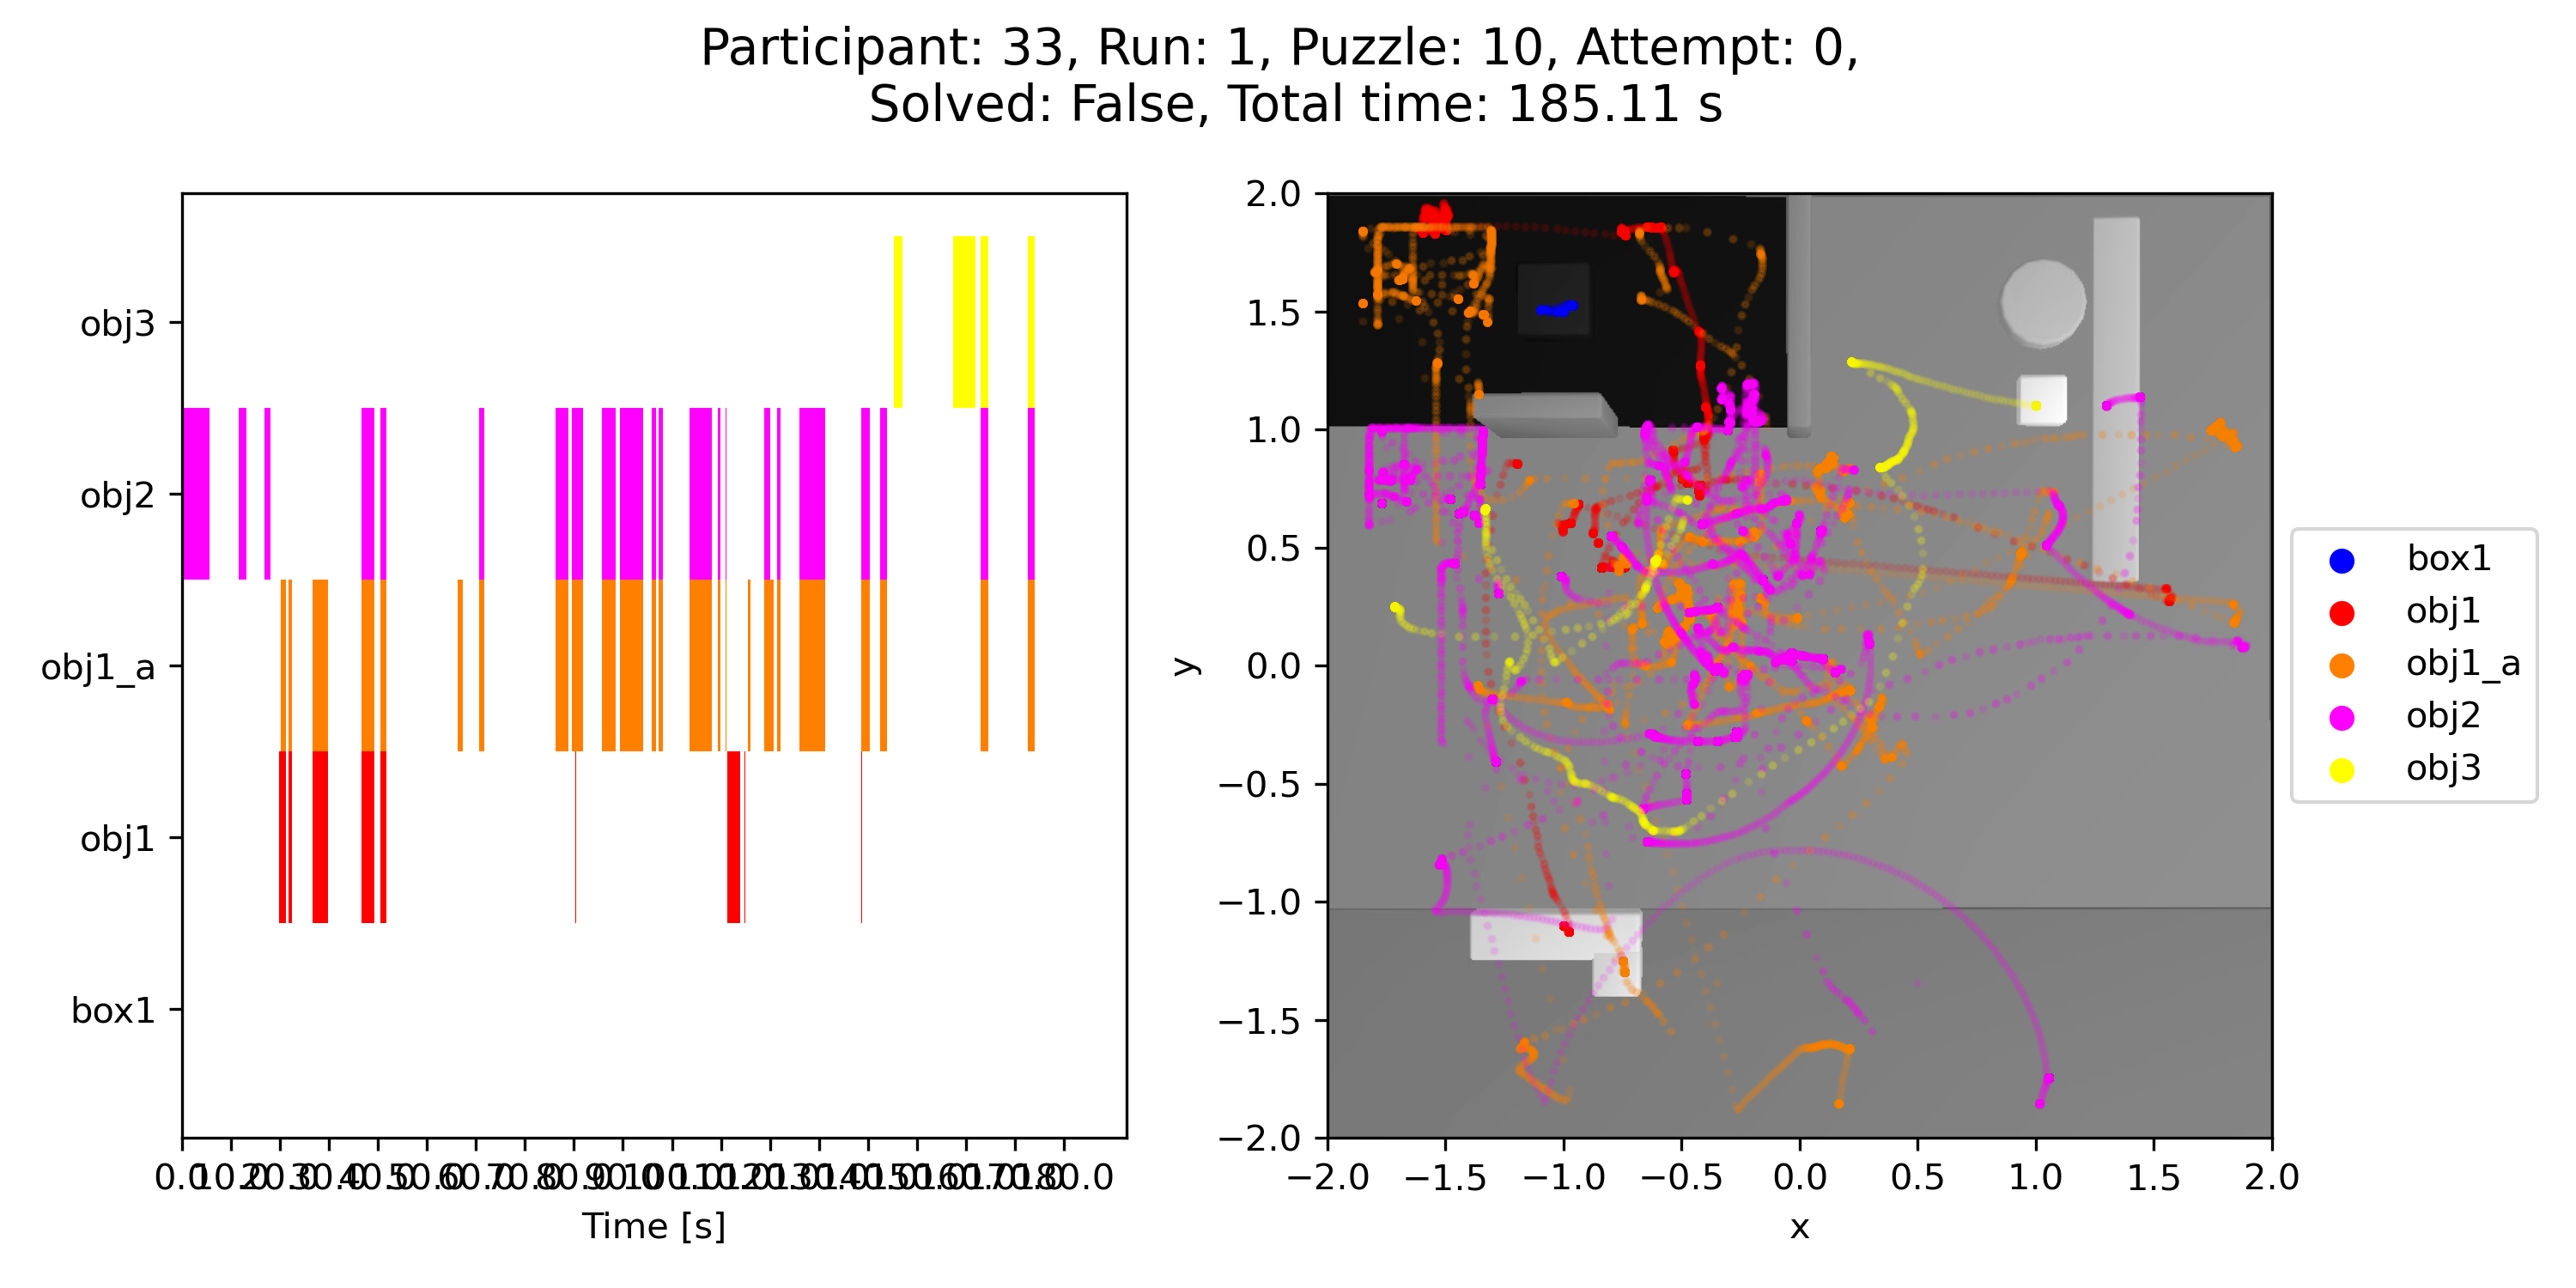 Participant: 33, Run: 1, Puzzle: 10, Attempt: 0,
Solved: False, Total time: 185.11 s
obj3
obj2
obj1_a
obj1
box1
Time [s]
2.0
1.5
1.0
0.5
0.0
−0.5
−1.0
−1.5
−2.0
y
−2.0 −1.5 −1.0 −0.5 0.0 0.5 1.0 1.5 2.0
x
box1
obj1
obj1_a
obj2
obj3